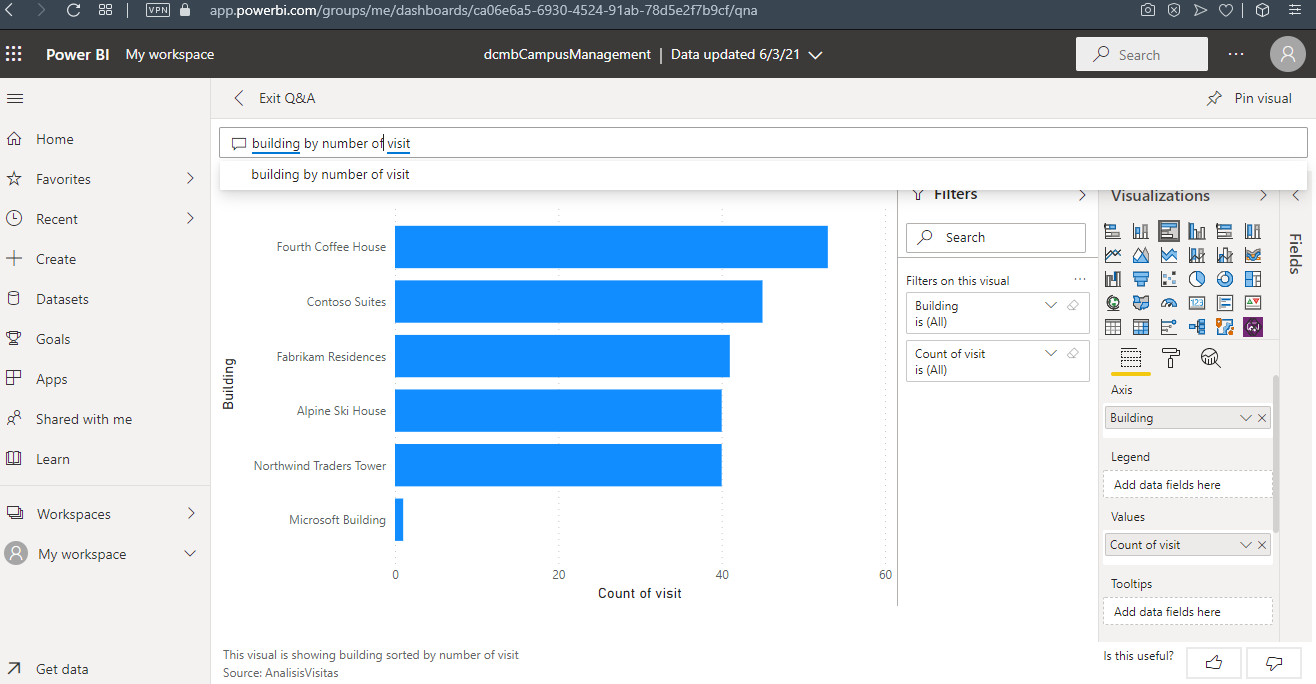 VPN
app.powerbi.com/groups/me/dashboards/ca06e6a5-6930-4524-91ab-78d5e2f7b9cf/qna
Power BI My workspace
dcmbCampusManagement | Data updated 6/3/21
Search
Exit Q&A
Pin visual
Home
Favorites
Recent
Create
Datasets
Goals
Apps
Shared with me
Learn
Workspaces
My workspace
Get data
building by number of visit
building by number of visit
Building
Fourth Coffee House
Contoso Suites
Fabrikam Residences
Alpine Ski House
Northwind Traders Tower
Microsoft Building
0 20 40 60
Count of visit
This visual is showing building sorted by number of visit
Source: AnalisisVisitas
Filters
Search
Filters on this visual
Building
is (All)
Count of visit
is (All)
Visualizations
123
Axis
Building
Legend
Add data fields here
Values
Count of visit
Tooltips
Add data fields here
Is this useful?
Fields